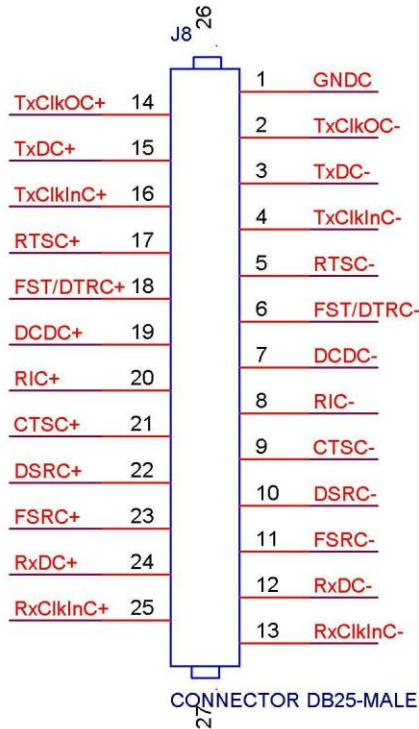 26
J8
1 GNDC
TxClkOC+ 14
2 TxClkOC-
TxDC+ 15
3 TxDC-
TxClkInC+ 16
4 TxClkInC-
RTSC+ 17
5 RTSC-
FST/DTRC+ 18
6 FST/DTRC-
DCDC+ 19
7 DCDC-
RIC+ 20
8 RIC-
CTSC+ 21
9 CTSC-
DSRC+ 22
10 DSRC-
FSRC+ 23
11 FSRC-
RxDC+ 24
12 RxDC-
RxClkInC+ 25
13 RxClkInC-
CONNECTOR DB25-MALE
27